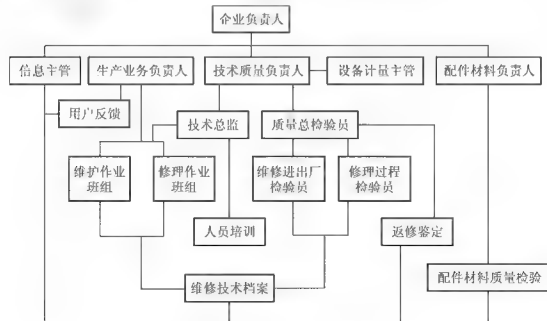 企业负责人
信息主管
生产业务负责人
技术质量负责人
设备计量主管
配件材料负责人
用户反馈
技术总监
质量总检验员
维护作业
班组
修理作业
班组
维修进出厂
检验员
修理过程
检验员
人员培训
返修鉴定
维修技术档案
配件材料质量检验